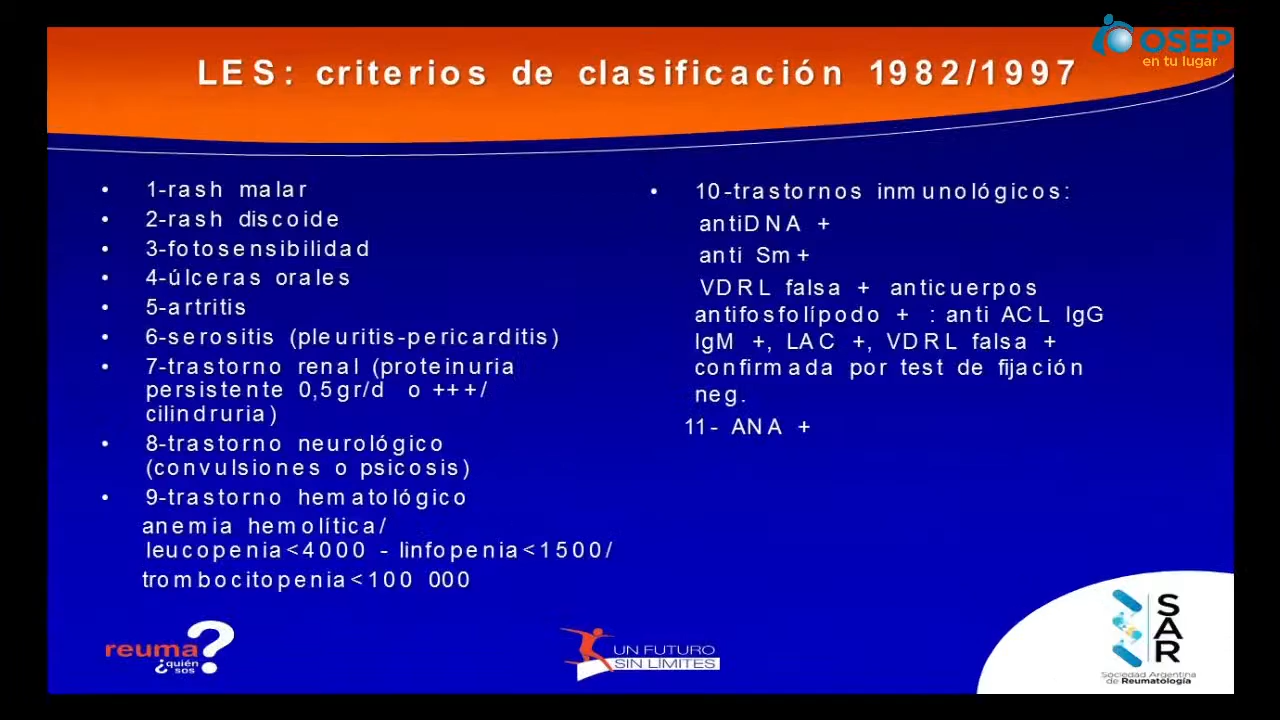 OSEP
en tu lugar
LES: criterios de clasificación 1982/1997
• 1-rash malar
• 2-rash discoide
• 3-fotosensibilidad
• 4-úlceras orales
• 5-artritis
• 6-serositis (pleuritis-pericarditis)
• 7-trastorno renal (proteinuria
persistente 0,5gr/d o +++/
cilindruria)
• 8-trastorno neurológico
(convulsiones o psicosis)
• 9-trastorno hematológico
anemia hemolítica/
leucopenia<4000 - linfopenia<1500/
trombocitopenia<100 000
• 10-trastornos inmunológicos:
antiDNA +
anti Sm+
VDRL falsa + anticuerpos
antifosfolípodo + : anti ACL IgG
IgM +, LAC +, VDRL falsa +
confirmada por test de fijación
neg.
11- ANA +
reuma?
¿quién
sos
UN FUTURO
SIN LÍMITES
SAR
Sociedad Argentina
de Reumatología